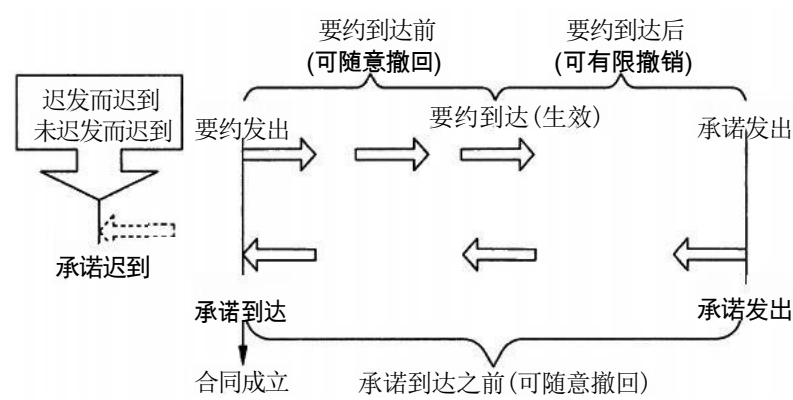 要约到达前
(可随意撤回)
要约到达后
(可有限撤销)
迟发而迟到
未迟发而迟到
要约发出
要约到达(生效)
承诺发出
承诺迟到
承诺到达
承诺发出
合同成立
承诺到达之前(可随意撤回)